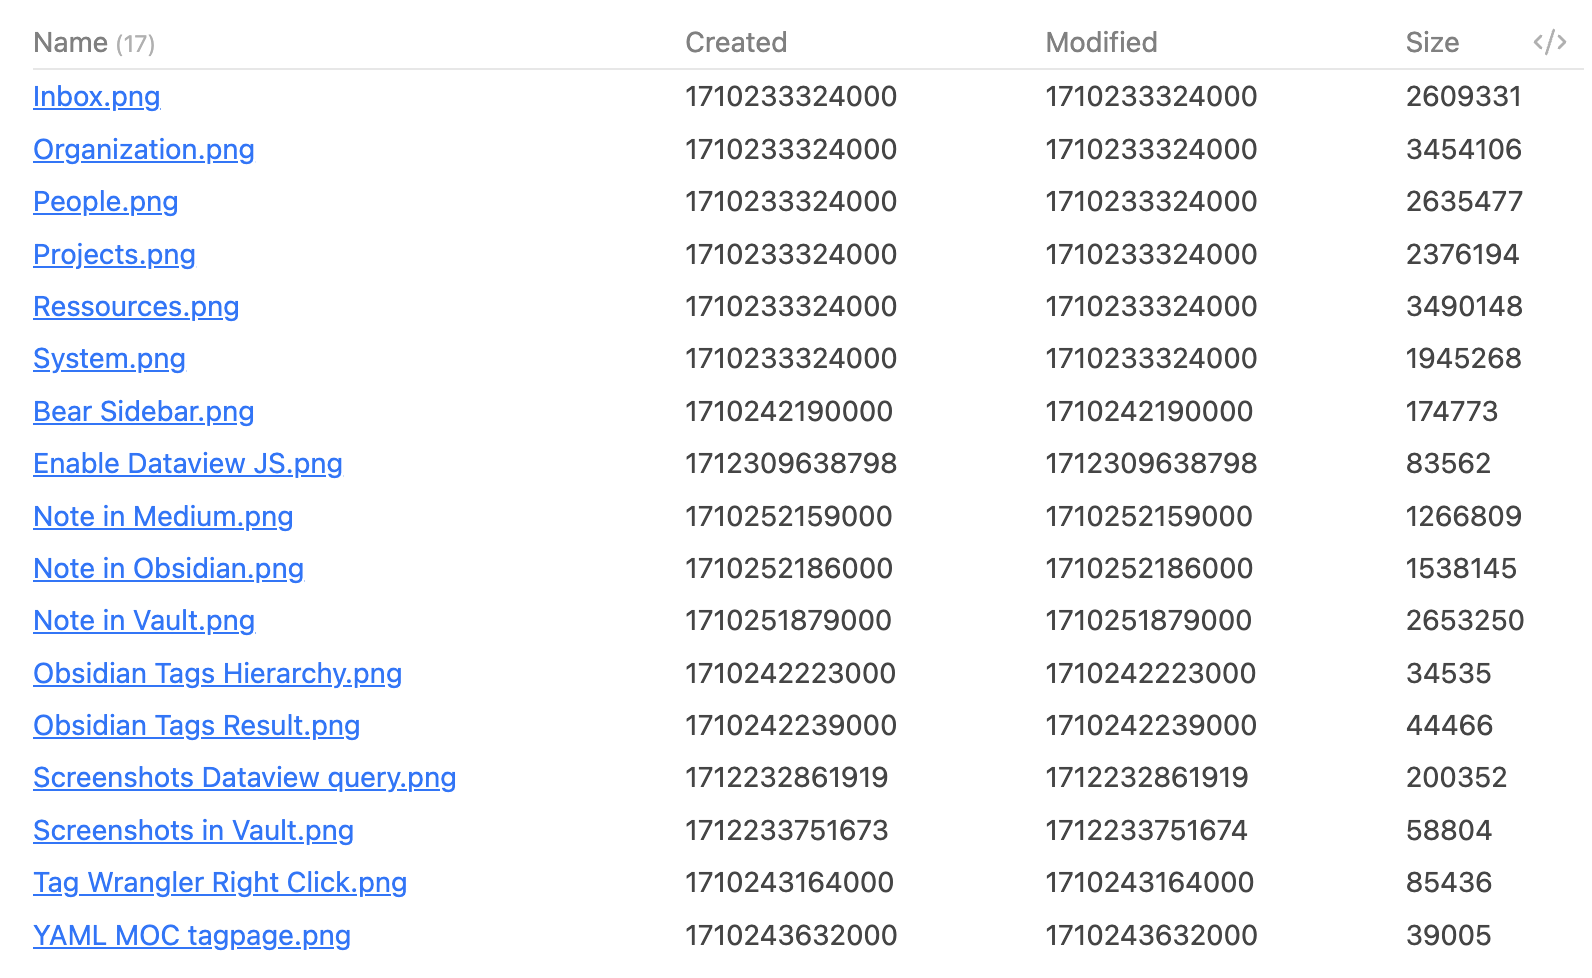 Name (17) Created Modified Size </>
Inbox.png 1710233324000 1710233324000 2609331
Organization.png 1710233324000 1710233324000 3454106
People.png 1710233324000 1710233324000 2635477
Projects.png 1710233324000 1710233324000 2376194
Ressources.png 1710233324000 1710233324000 3490148
System.png 1710233324000 1710233324000 1945268
Bear Sidebar.png 1710242190000 1710242190000 174773
Enable Dataview JS.png 1712309638798 1712309638798 83562
Note in Medium.png 1710252159000 1710252159000 1266809
Note in Obsidian.png 1710252186000 1710252186000 1538145
Note in Vault.png 1710251879000 1710251879000 2653250
Obsidian Tags Hierarchy.png 1710242223000 1710242223000 34535
Obsidian Tags Result.png 1710242239000 1710242239000 44466
Screenshots Dataview query.png 1712232861919 1712232861919 200352
Screenshots in Vault.png 1712233751673 1712233751674 58804
Tag Wrangler Right Click.png 1710243164000 1710243164000 85436
YAML MOC tagpage.png 1710243632000 1710243632000 39005